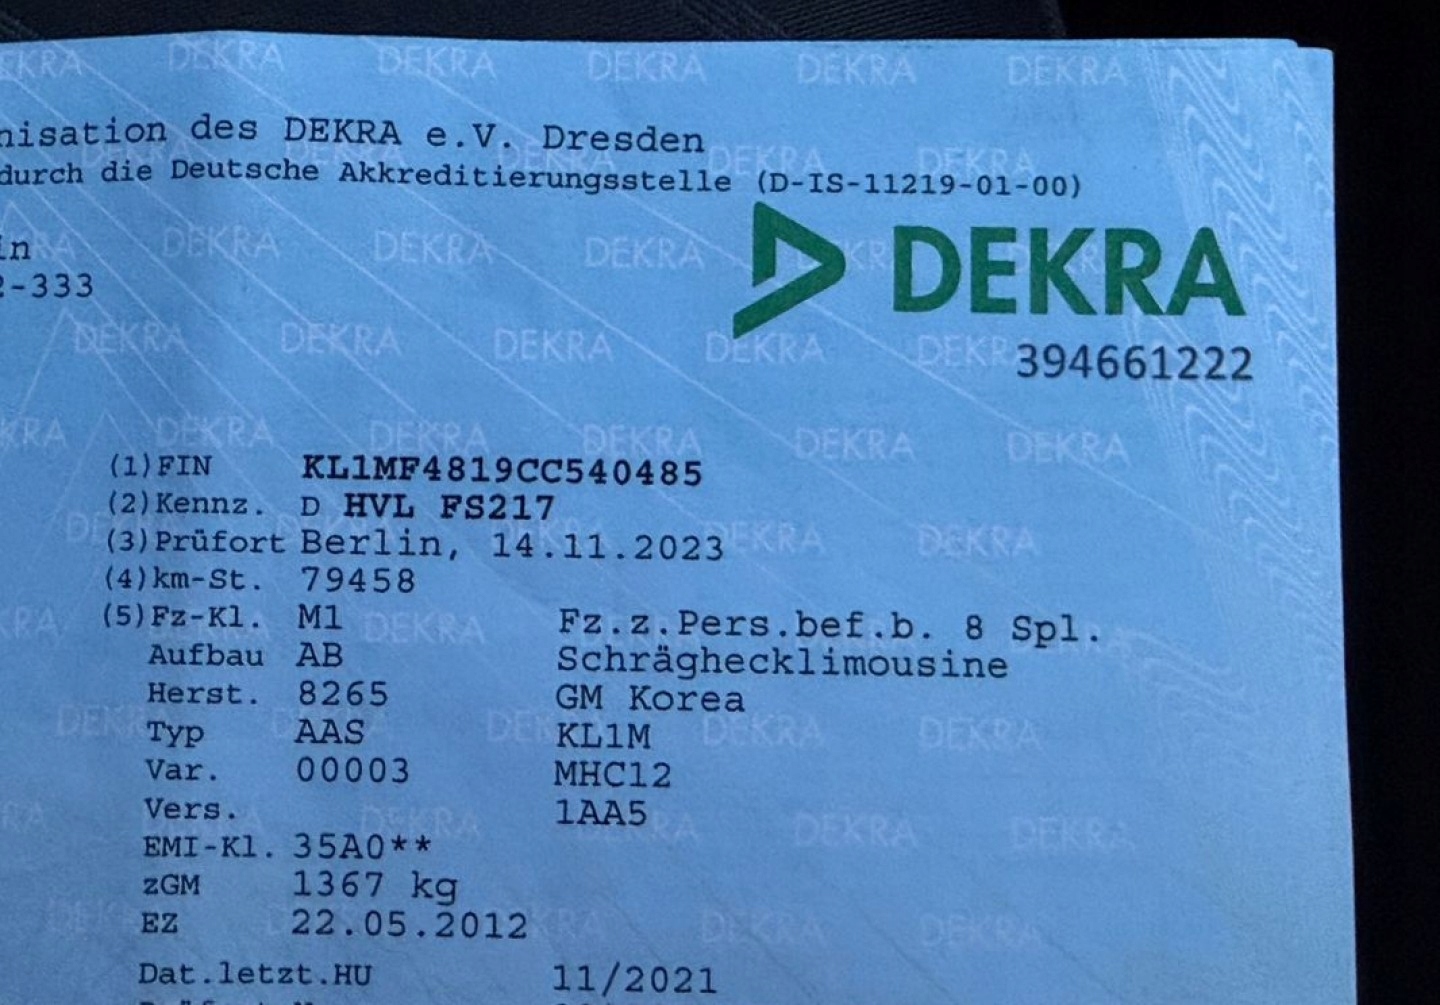 nisation des DEKRA e.V. Dresden
durch die Deutsche Akkreditierungsstelle (D-IS-11219-01-00)
in
2-333
DEKRA
394661222
(1)FIN KL1MF4819CC540485
(2)Kennz. D HVL FS217
(3)Prüfort Berlin, 14.11.2023
(4)km-St. 79458
(5)Fz-Kl. M1 Fz.z.Pers.bef.b. 8 Spl.
Aufbau AB Schräghecklimousine
Herst. 8265 GM Korea
Typ AAS KL1M
Var. 00003 MHC12
Vers. 1AA5
EMI-Kl. 35A0**
zGM 1367 kg
EZ 22.05.2012
Dat.letzt.HU 11/2021